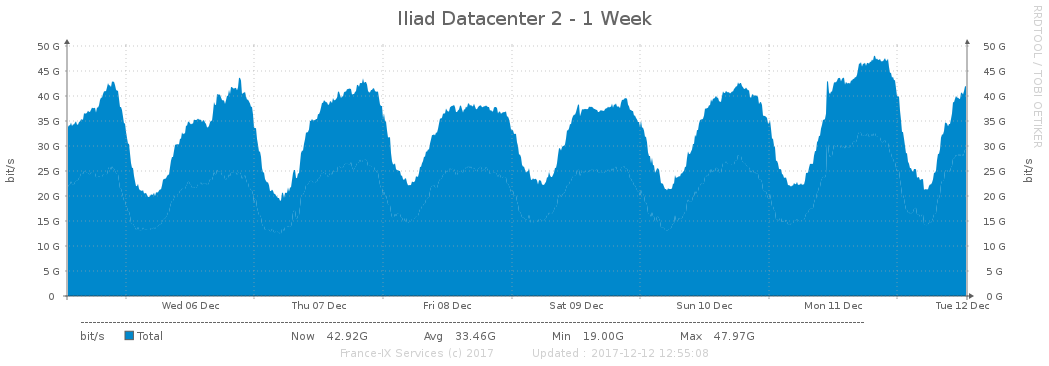 Iliad Datacenter 2 - 1 Week
RRDTOOL / TOBI OETIKER
50 G 50 G
45 G 45 G
40 G 40 G
35 G 35 G
30 G 30 G
25 G 25 G
20 G 20 G
15 G 15 G
10 G 10 G
5 G 5 G
0 0 G
bit/s
bit/s
Wed 06 Dec Thu 07 Dec Fri 08 Dec Sat 09 Dec Sun 10 Dec Mon 11 Dec Tue 12 Dec
bit/s Total Now 42.92G Avg 33.46G Min 19.00G Max 47.97G
France-IX Services (c) 2017 Updated : 2017-12-12 12:55:08